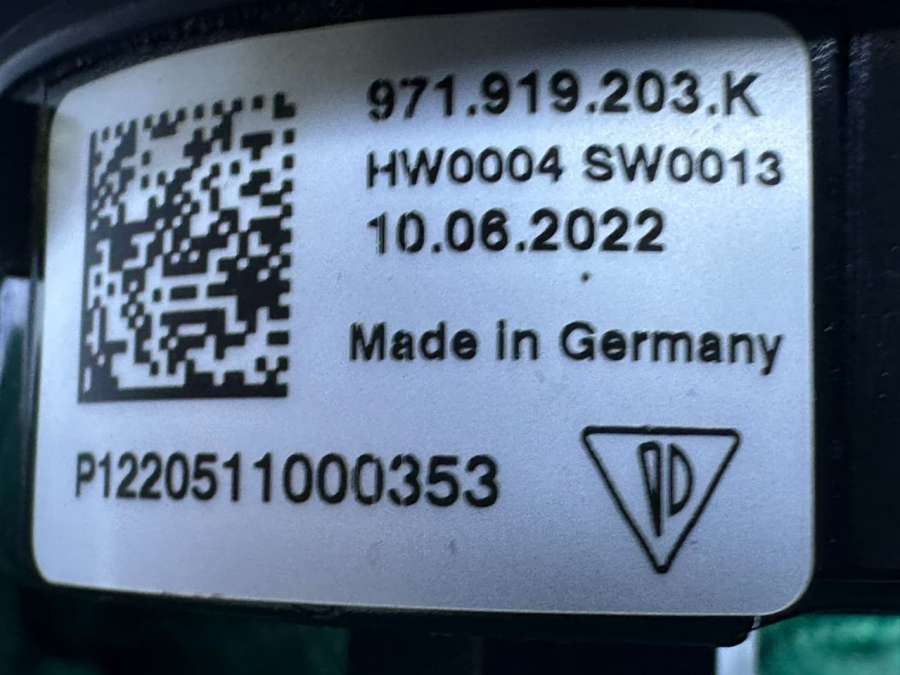 971.919.203.K
HW0004 SW0013
10.06.2022
Made in Germany
P1220511000353